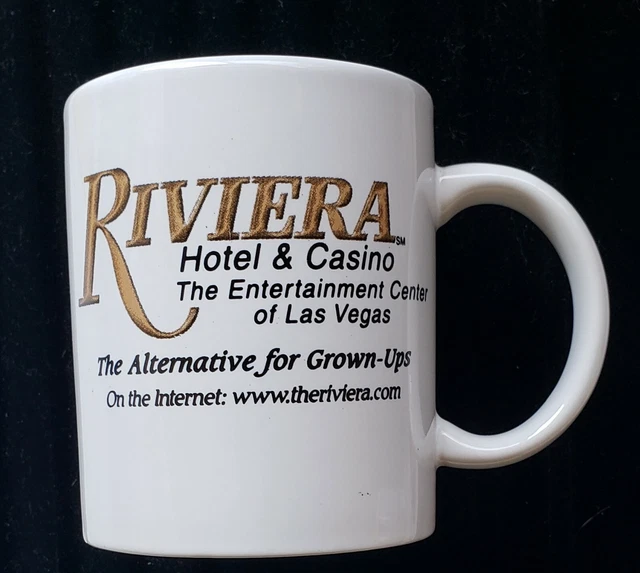 RIVIERA SM
Hotel & Casino
The Entertainment Center
of Las Vegas
The Alternative for Grown-Ups
On the Internet: www.theriviera.com